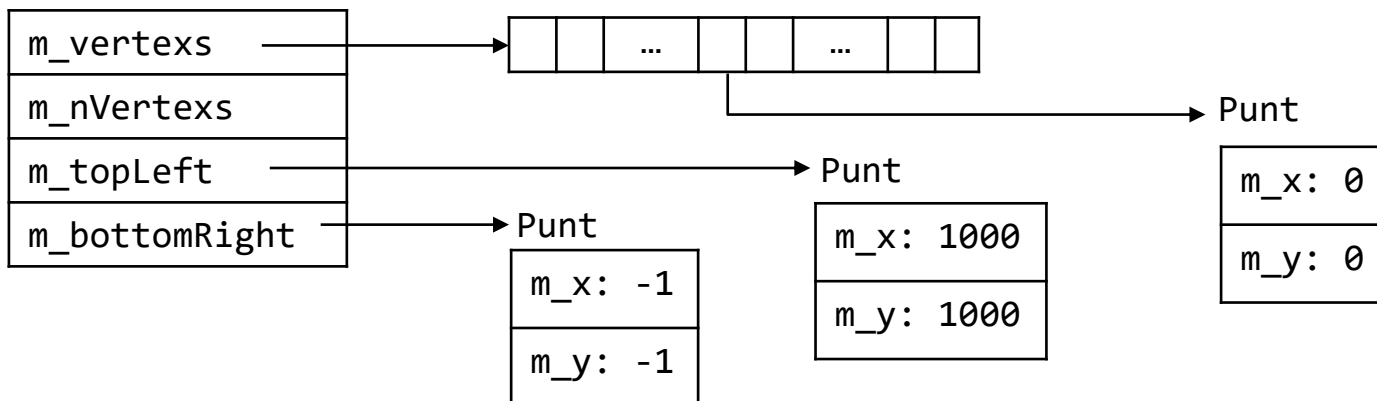 m_vertexs
... ...
m_nVertexs
Punt
m_topLeft
Punt
m_x: 0
m_bottomRight
Punt
m_x: 1000
m_y: 0
m_x: -1
m_y: 1000
m_y: -1